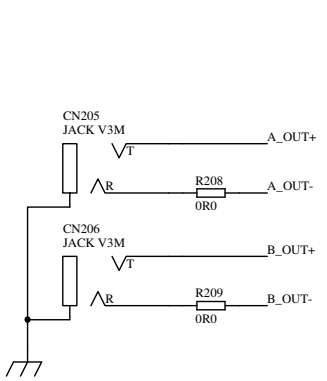 CN205
JACK V3M
T
A_OUT+
R
R208
A_OUT-
0R0
CN206
JACK V3M
T
B_OUT+
R
R209
B_OUT-
0R0